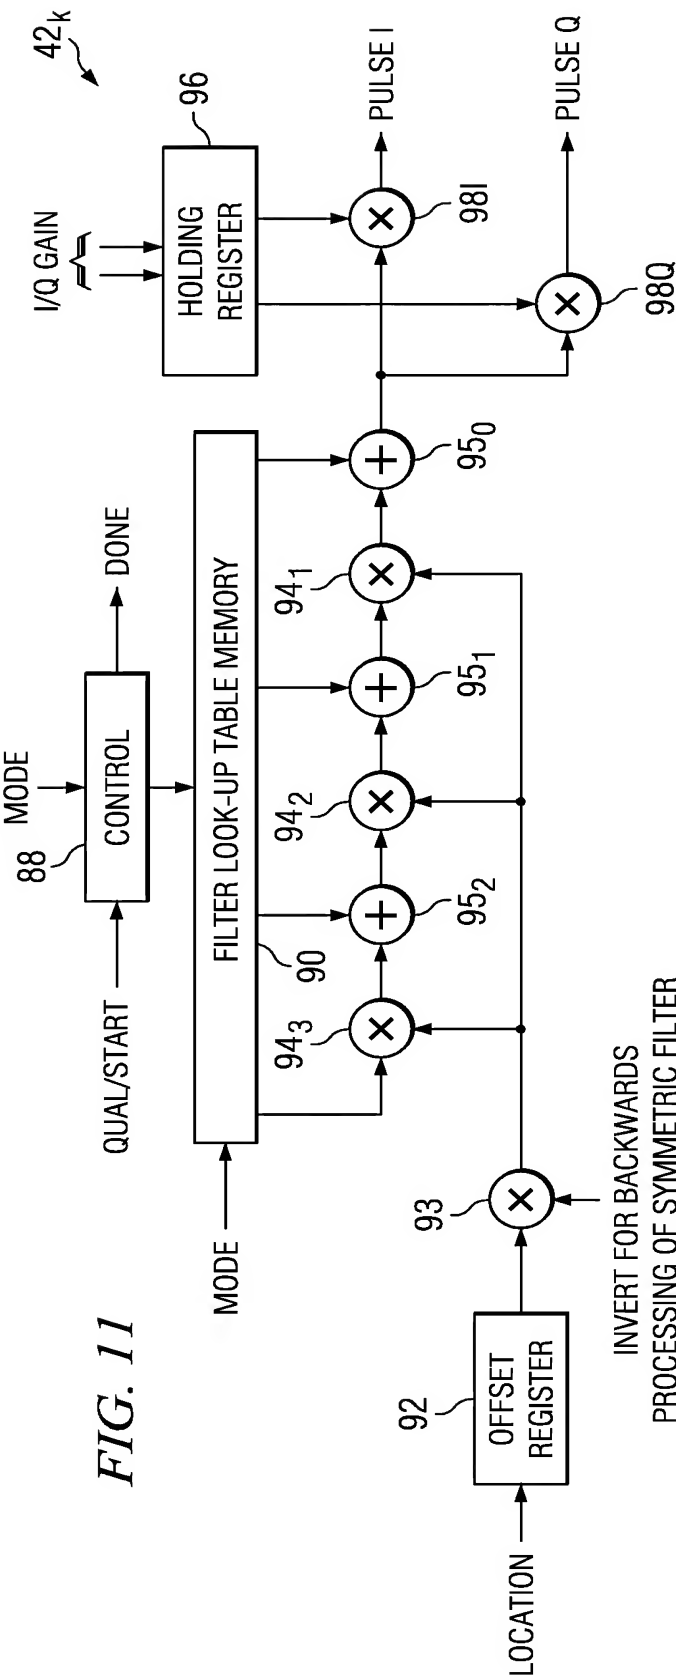 FIG. 11
42k
MODE
QUAL/START
CONTROL
88
DONE
I/Q GAIN
HOLDING
REGISTER
96
MODE
FILTER LOOK-UP TABLE MEMORY
90
943
952
942
951
941
950
98I
PULSE I
98Q
PULSE Q
LOCATION
OFFSET
REGISTER
92
93
INVERT FOR BACKWARDS
PROCESSING OF SYMMETRIC FILTER